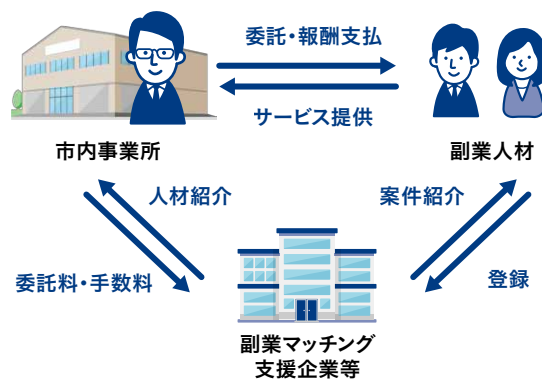 委託・報酬支払
サービス提供
市内事業所
副業人材
人材紹介
案件紹介
委託料・手数料
登録
副業マッチング
支援企業等